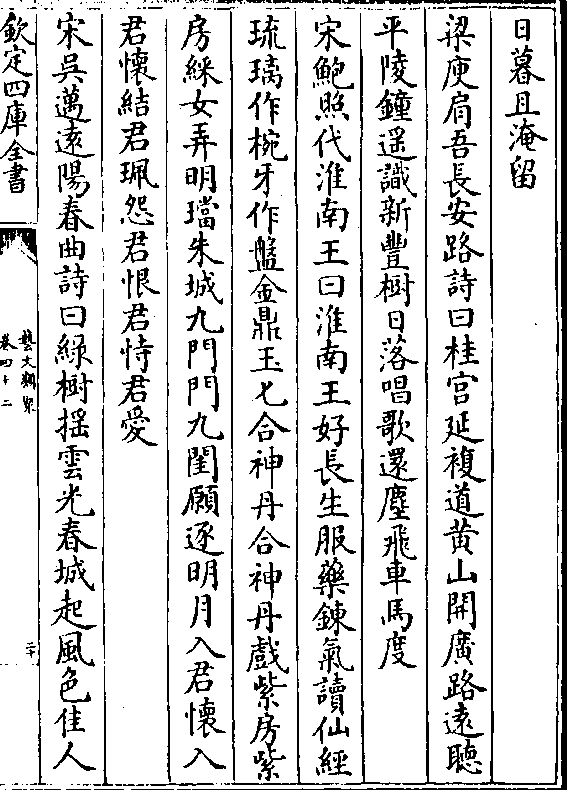 日暮且淹留
梁庾肩吾長安路詩曰桂宫延複道黄山開廣路遠聽
平陵鐘遥識新豐樹日落唱歌還塵飛車馬度
宋鮑照代淮南王曰淮南王好長生服藥鍊氣讀仙經
琉璃作椀牙作盤金鼎玉匕合神丹合神丹戲紫房紫
房綵女弄明璫朱城九門門九閨願逐明月入君懷入
君懷結君珮怨君恨君恃君愛
宋吳邁遠陽春曲詩曰綠樹揺雲光春城起風色佳人
欽定四庫全書
藝文類聚
卷四十二
二十